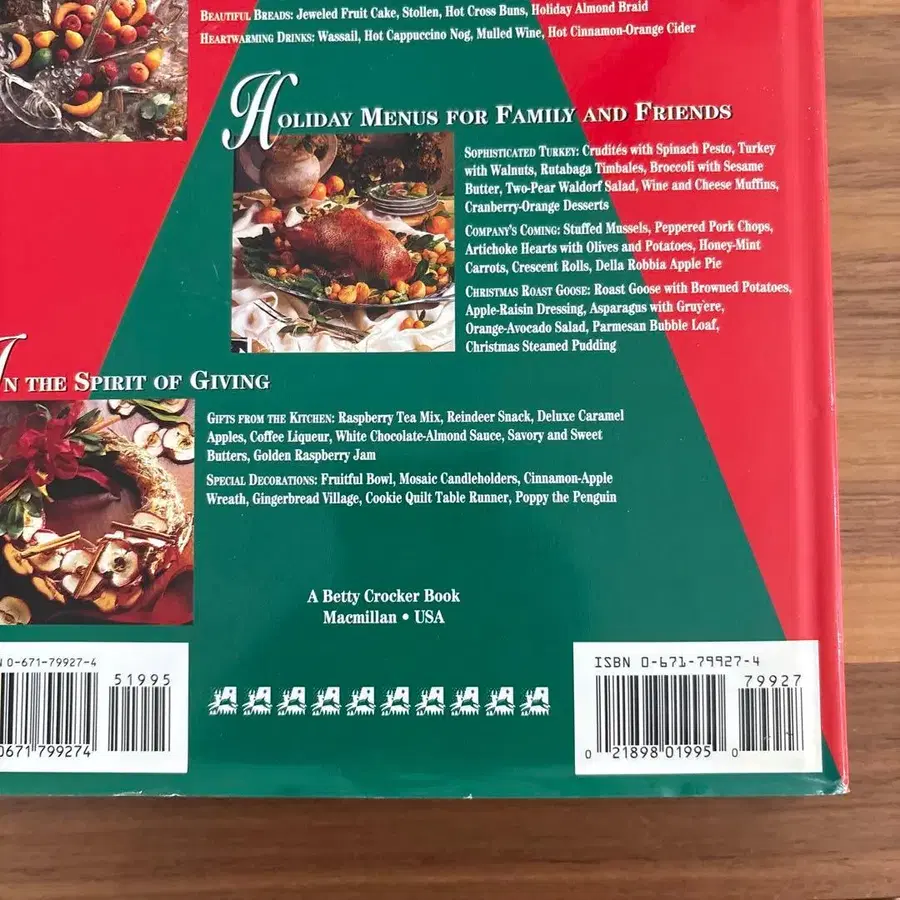 BEAUTIFUL BREADS: Jeweled Fruit Cake, Stollen, Hot Cross Buns, Holiday Almond Braid
HEARTWARMING DRINKS: Wassail, Hot Cappuccino Nog, Mulled Wine, Hot Cinnamon-Orange Cider
HOLIDAY MENUS FOR FAMILY AND FRIENDS
SOPHISTICATED TURKEY: Crudités with Spinach Pesto, Turkey
with Walnuts, Rutabaga Timbales, Broccoli with Sesame
Butter, Two-Pear Waldorf Salad, Wine and Cheese Muffins,
Cranberry-Orange Desserts
COMPANY'S COMING: Stuffed Mussels, Peppered Pork Chops,
Artichoke Hearts with Olives and Potatoes, Honey-Mint
Carrots, Crescent Rolls, Della Robbia Apple Pie
CHRISTMAS ROAST GOOSE: Roast Goose with Browned Potatoes,
Apple-Raisin Dressing, Asparagus with Gruyère,
Orange-Avocado Salad, Parmesan Bubble Loaf,
Christmas Steamed Pudding
IN THE SPIRIT OF GIVING
GIFTS FROM THE KITCHEN: Raspberry Tea Mix, Reindeer Snack, Deluxe Caramel
Apples, Coffee Liqueur, White Chocolate-Almond Sauce, Savory and Sweet
Butters, Golden Raspberry Jam
SPECIAL DECORATIONS: Fruitful Bowl, Mosaic Candleholders, Cinnamon-Apple
Wreath, Gingerbread Village, Cookie Quilt Table Runner, Poppy the Penguin
A Betty Crocker Book
Macmillan • USA
N 0-671-79927-4
51995
0671 799274
ISBN 0-671-79927-4
79927
0 21898 01995 0